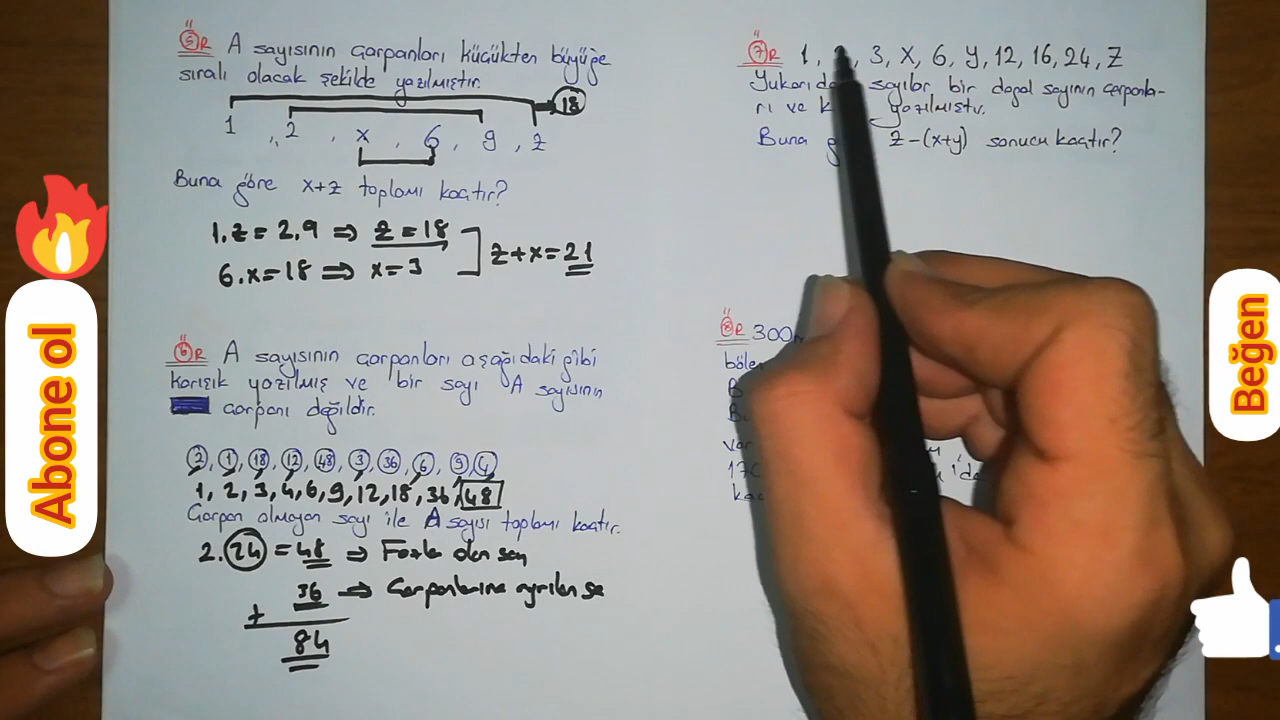 5 R A sayısının çarpanları küçükten büyüğe
sıralı olacak şekilde yazılmıştır.
18
1, 2, x, 6, 9, z
Buna göre x+z toplamı kaçtır?
1.z = 2.9 ⇒ z = 18
6.x = 18 ⇒ x = 3
z + x = 21
6 R A sayısının çarpanları aşağıdaki gibi
karışık yazılmış ve bir sayı A sayısının
çarpanı değildir.
2, 1, 18, 12, 48, 3, 36, 6, 9, 4
1, 2, 3, 4, 6, 9, 12, 18, 36, 48
Çarpan olmayan sayı ile A sayısı toplamı kaçtır.
2. 24 = 48 ⇒ Fazla olan sayı
36 ⇒ Çarpanlarına ayrılan sa
+
84
7 R 1, 3, X, 6, Y, 12, 16, 24, Z
sayılar bir doğal sayının çarpanla-
rı ve yazılmıştır.
Buna z-(x+y) sonucu kaçtır?
8 R 300
Abone ol
Beğen